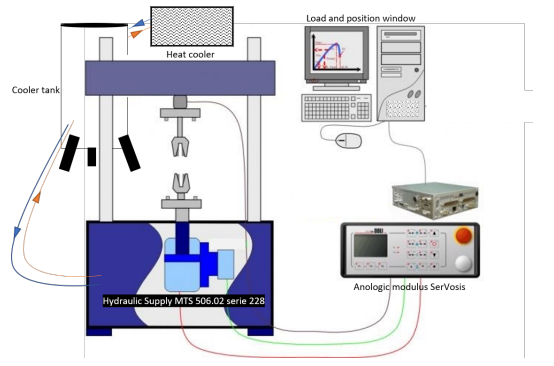 Load and position window
Heat cooler
Cooler tank
Anologic modulus SerVosis
Hydraulic Supply MTS 506.02 serie 228